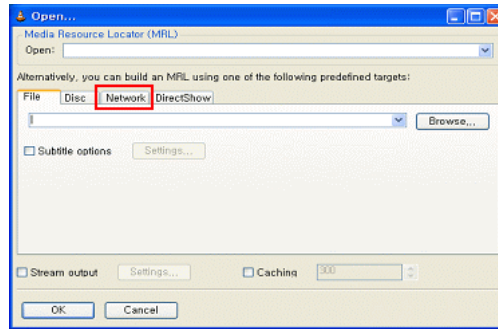 Open...
Media Resource Locator (MRL)
Open:
Alternatively, you can build an MRL using one of the following predefined targets:
File Disc Network DirectShow
Browse...
Subtitle options Settings...
Stream output Settings... Caching 300
OK Cancel